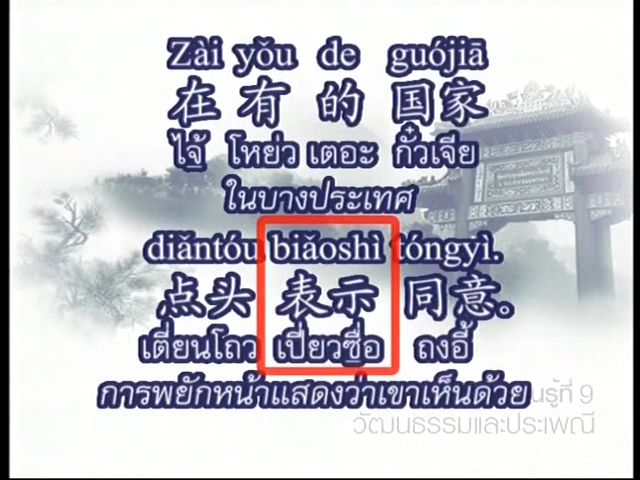 Zài yǒu de guójiā
在 有 的 国家
ไจ้ โหย่ว เตอะ กั๋วเจีย
ในบางประเทศ
diǎntóu biǎoshì tóngyì.
点头 表示 同意。
เตี่ยนโถว เปี่ยวซื่อ ถงอี้
การพยักหน้าแสดงว่าเขาเห็นด้วย
นรู้ที่ 9
วัฒนธรรมและประเพณี